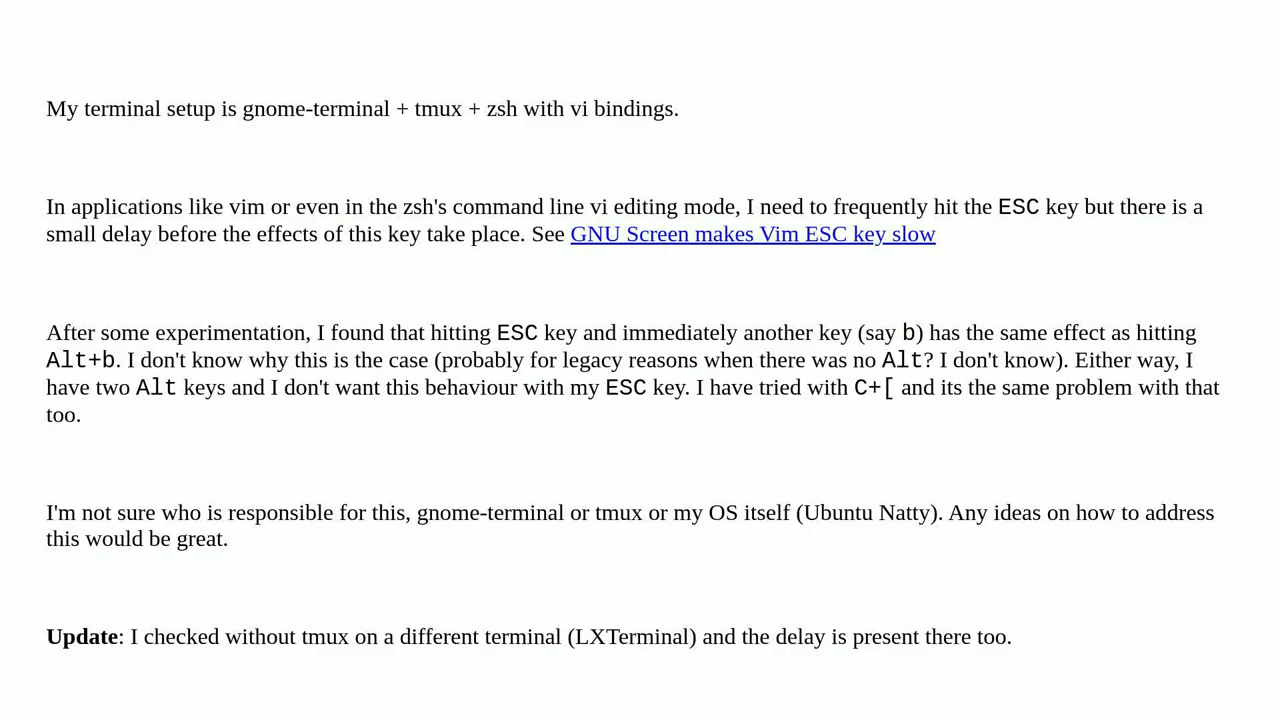 My terminal setup is gnome-terminal + tmux + zsh with vi bindings.
In applications like vim or even in the zsh's command line vi editing mode, I need to frequently hit the ESC key but there is a
small delay before the effects of this key take place. See GNU Screen makes Vim ESC key slow
After some experimentation, I found that hitting ESC key and immediately another key (say b) has the same effect as hitting
Alt+b. I don't know why this is the case (probably for legacy reasons when there was no Alt? I don't know). Either way, I
have two Alt keys and I don't want this behaviour with my ESC key. I have tried with C+[ and its the same problem with that
too.
I'm not sure who is responsible for this, gnome-terminal or tmux or my OS itself (Ubuntu Natty). Any ideas on how to address
this would be great.
Update: I checked without tmux on a different terminal (LXTerminal) and the delay is present there too.